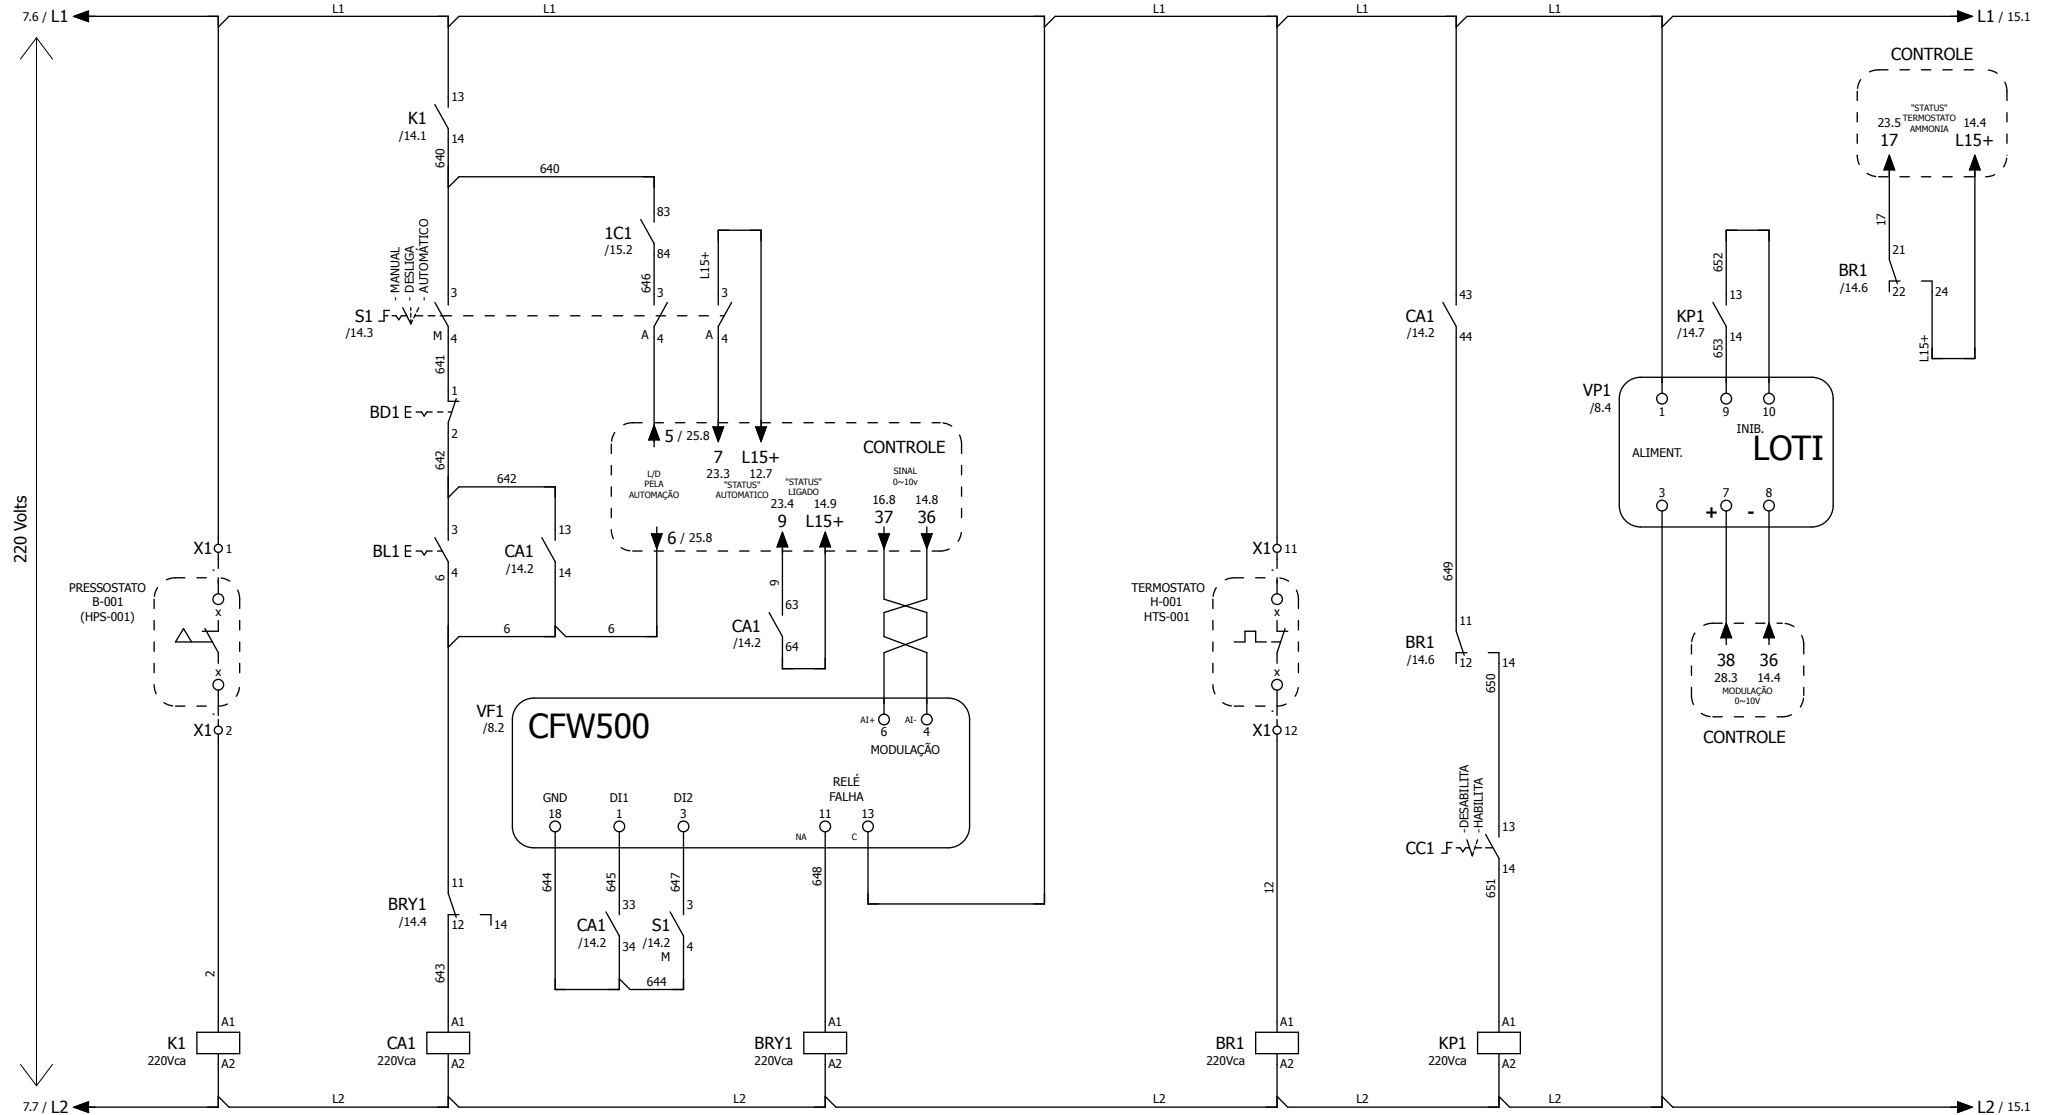 7.6 / L1
L1
L1
L1
L1
L1
L1 / 15.1
220 Volts
X1 1
PRESSOSTATO
B-001
(HPS-001)
x
x
X1 2
2
K1
220Vca
A1
A2
K1
/14.1
13
14
640
640
1C1
/15.2
83
84
646
L15+
- MANUAL
- DESLIGA
- AUTOMÁTICO
S1
/14.3
3
M
4
3
A
4
3
A
4
641
BD1 E
1
2
642
642
BL1 E
3
4
6
CA1
/14.2
13
14
6
6
CONTROLE
5 / 25.8
7
23.3
L15+
12.7
L/D
PELA
AUTOMAÇÃO
"STATUS"
AUTOMATICO
"STATUS"
LIGADO
23.4
9
14.9
L15+
SINAL
0~10v
16.8
37
14.8
36
6 / 25.8
9
CA1
/14.2
63
64
VF1
/8.2
CFW500
AI+
6
AI-
4
MODULAÇÃO
RELÉ
FALHA
GND
18
DI1
1
DI2
3
11
13
NA
C
644
645
647
648
CA1
/14.2
33
34
S1
/14.2
M
3
4
644
BRY1
/14.4
11
12
14
643
CA1
220Vca
A1
A2
BRY1
220Vca
A1
A2
X1 11
TERMOSTATO
H-001
HTS-001
x
x
X1 12
12
BR1
220Vca
A1
A2
CA1
/14.2
43
44
649
BR1
/14.6
11
12
14
650
-DESABILITA
-HABILITA
CC1
13
14
651
KP1
220Vca
A1
A2
652
KP1
/14.7
13
14
653
VP1
/8.4
1
9
10
INIB.
ALIMENT.
LOTI
3
7
8
+
-
38
28.3
36
14.4
MODULAÇÃO
0~10V
CONTROLE
CONTROLE
"STATUS"
TERMOSTATO
AMMONIA
23.5
17
14.4
L15+
17
BR1
/14.6
21
22
24
L15+
7.7 / L2
L2
L2
L2
L2
L2
L2 / 15.1